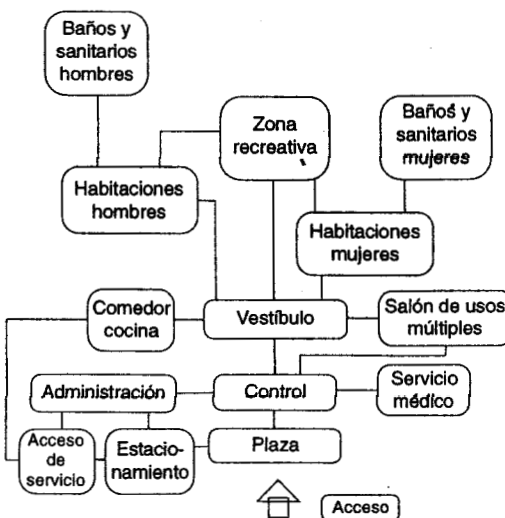 Baños y
sanitarios
hombres
Zona
recreativa
Baños y
sanitarios
mujeres
Habitaciones
hombres
Habitaciones
mujeres
Comedor
cocina
Vestíbulo
Salón de usos
múltiples
Administración
Control
Servicio
médico
Acceso
de
servicio
Estacio-
namiento
Plaza
Acceso